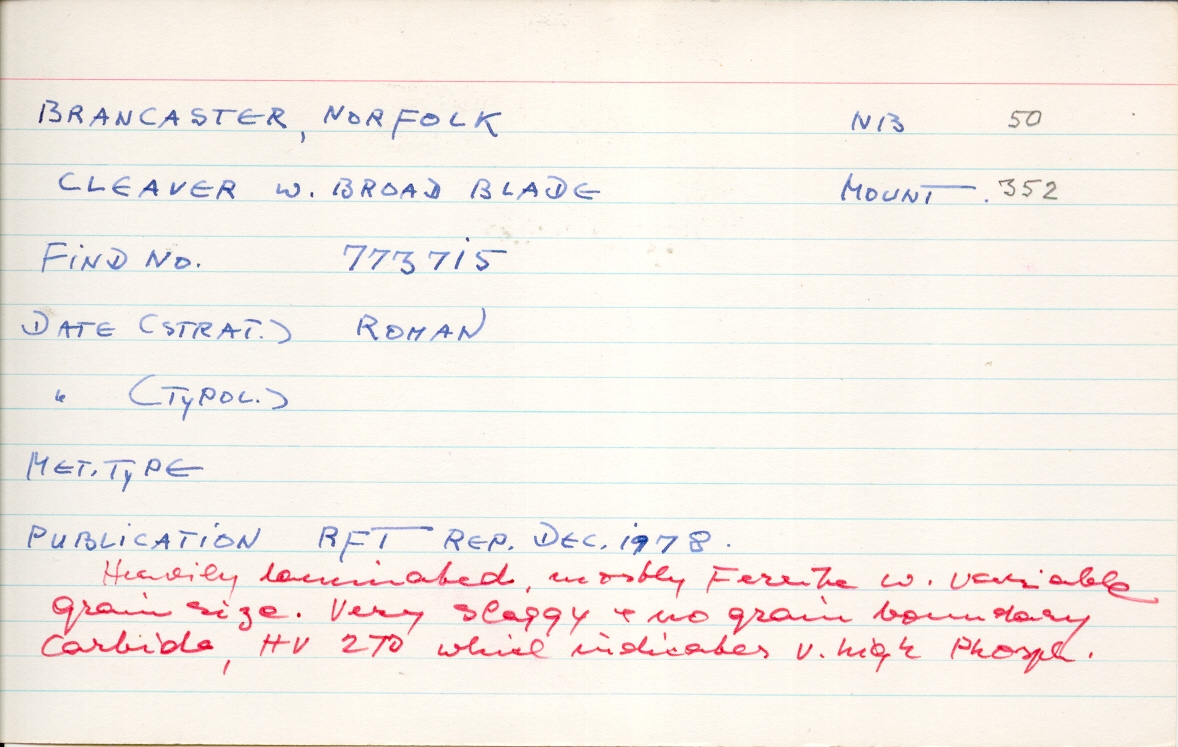 BRANCASTER, NORFOLK NB 50
CLEAVER W. BROAD BLADE MOUNT. 352
FIND NO. 773715
DATE (STRAT.) ROMAN
" (TYPOL.)
MET. TYPE
PUBLICATION RFT REP. DEC. 1978.
Heavily laminated, mostly Ferrite w. variable
grain size. Very slaggy + no grain boundary
Carbide, HV 270 which indicates v. high Phosph.